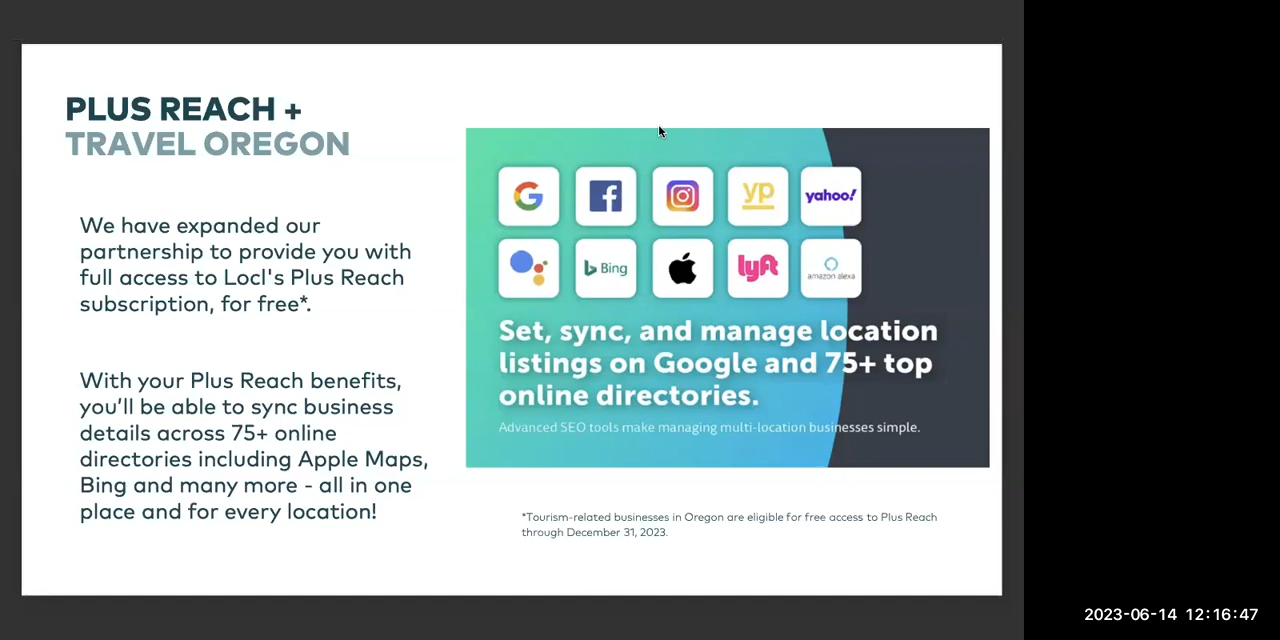 PLUS REACH +
TRAVEL OREGON
We have expanded our
partnership to provide you with
full access to Locl's Plus Reach
subscription, for free*.
With your Plus Reach benefits,
you’ll be able to sync business
details across 75+ online
directories including Apple Maps,
Bing and many more - all in one
place and for every location!
G
f
yp
yahoo!
Bing
lyft
amazon alexa
Set, sync, and manage location
listings on Google and 75+ top
online directories.
Advanced SEO tools make managing multi-location businesses simple.
*Tourism-related businesses in Oregon are eligible for free access to Plus Reach
through December 31, 2023.
2023-06-14 12:16:47